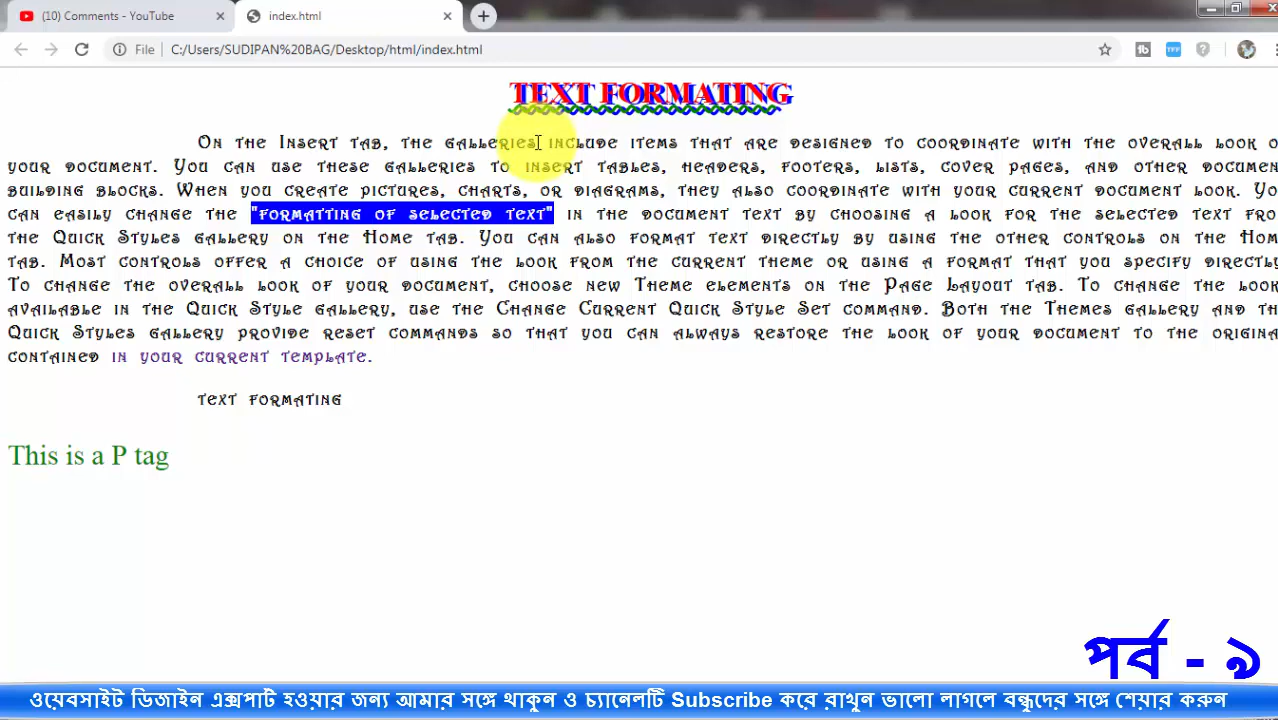 (10) Comments - YouTube
index.html
File
C:/Users/SUDIPAN%20BAG/Desktop/html/index.html
TEXT FORMATING
On the Insert tab, the galleries include items that are designed to coordinate with the overall look o
your document. You can use these galleries to insert tables, headers, footers, lists, cover pages, and other documen
building blocks. When you create pictures, charts, or diagrams, they also coordinate with your current document look. Yo
can easily change the "formatting of selected text" in the document text by choosing a look for the selected text fro
the Quick Styles gallery on the Home tab. You can also format text directly by using the other controls on the Hom
tab. Most controls offer a choice of using the look from the current theme or using a format that you specify directly
To change the overall look of your document, choose new Theme elements on the Page Layout tab. To change the look
available in the Quick Style gallery, use the Change Current Quick Style Set command. Both the Themes gallery and th
Quick Styles gallery provide reset commands so that you can always restore the look of your document to the origina
contained in your current template.
text formating
This is a P tag
পর্ব - ৯
ওয়েবসাইট ডিজাইন এক্সপার্ট হওয়ার জন্য আমার সঙ্গে থাকুন ও চ্যানেলটি Subscribe করে রাখুন ভালো লাগলে বন্ধুদের সঙ্গে শেয়ার করুন